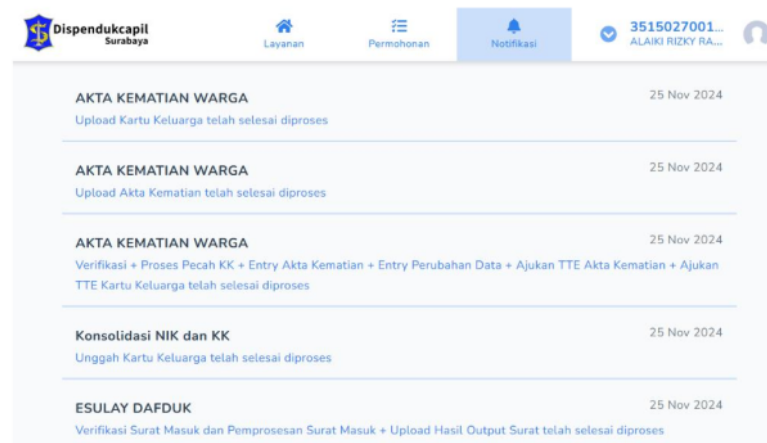 Dispendukcapil
Surabaya
Layanan
Permohonan
Notifikasi
3515027001...
ALAIKI RIZKY RA...
AKTA KEMATIAN WARGA
25 Nov 2024
Upload Kartu Keluarga telah selesai diproses
AKTA KEMATIAN WARGA
25 Nov 2024
Upload Akta Kematian telah selesai diproses
AKTA KEMATIAN WARGA
25 Nov 2024
Verifikasi + Proses Pecah KK + Entry Akta Kematian + Entry Perubahan Data + Ajukan TTE Akta Kematian + Ajukan
TTE Kartu Keluarga telah selesai diproses
Konsolidasi NIK dan KK
25 Nov 2024
Unggah Kartu Keluarga telah selesai diproses
ESULAY DAFDUK
25 Nov 2024
Verifikasi Surat Masuk dan Pemprosesan Surat Masuk + Upload Hasil Output Surat telah selesai diproses